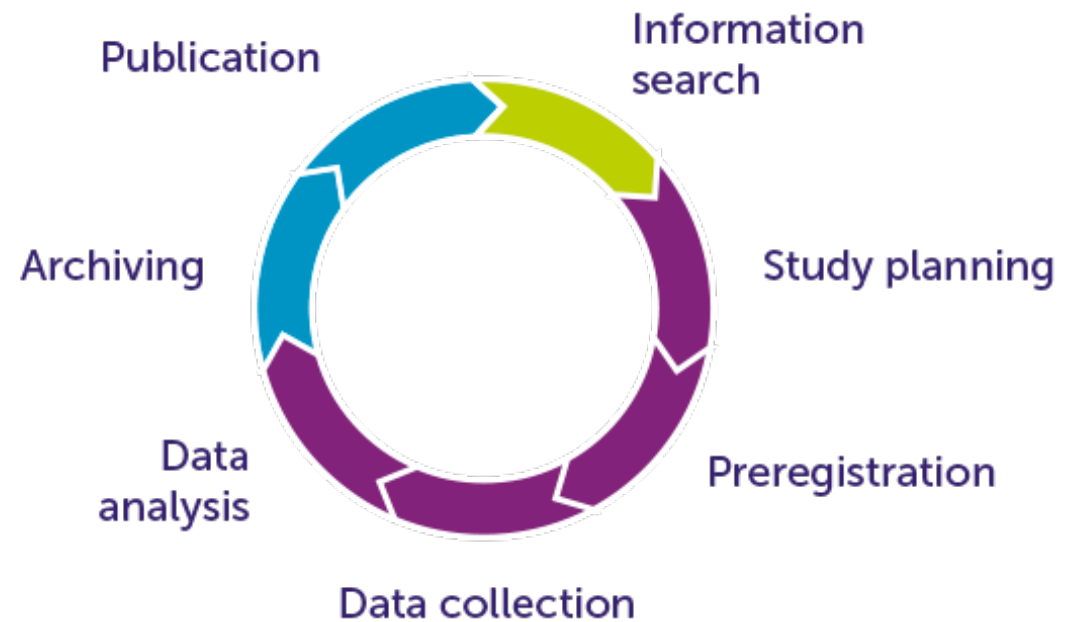 Information
search
Study planning
Preregistration
Data collection
Data
analysis
Archiving
Publication